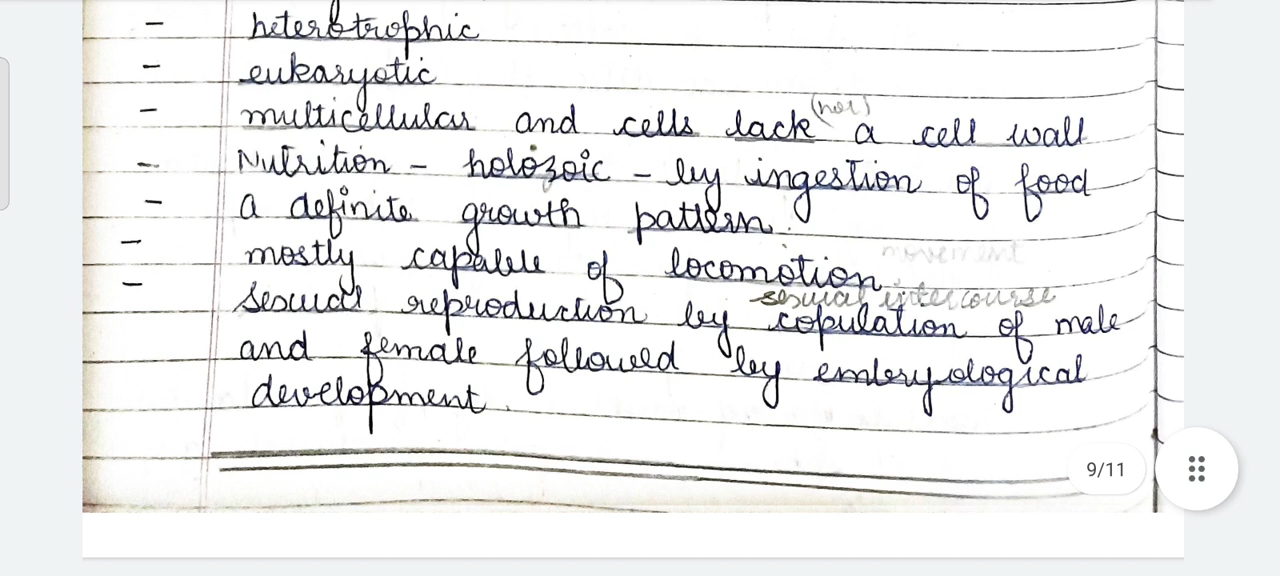 - heterotrophic
- eukaryotic
- multicellular and cells lack (not) a cell wall
- Nutrition - holozoic - by ingestion of food
- a definite growth pattern.
- mostly capable of locomotion movement
- sexual reproduction by copulation of male
sexual intercourse
and female followed by embryological
development.
9/11